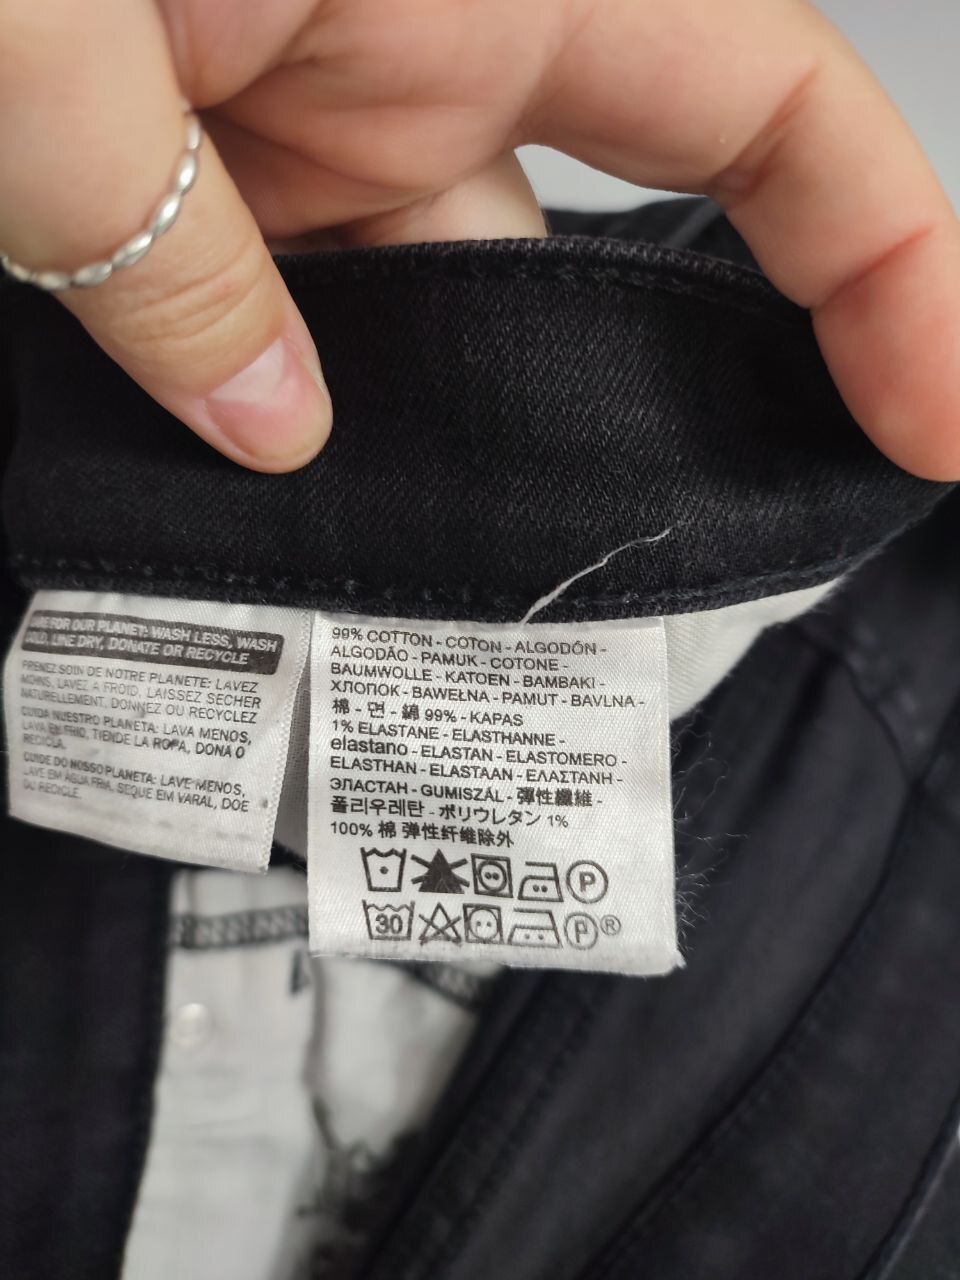 FOR OUR PLANET: WASH LESS, WASH
COLD, LINE DRY, DONATE OR RECYCLE
PRENEZ SOIN DE NOTRE PLANETE: LAVEZ
MOINS, LAVEZ A FROID, LAISSEZ SECHER
NATURELLEMENT, DONNEZ OU RECYCLEZ
CUIDA NUESTRO PLANETA: LAVA MENOS,
LAVA EN FRIO, TIENDE LA ROPA, DONA O
RECICLA.
CUIDE DO NOSSO PLANETA: LAVE MENOS,
LAVE EM AGUA FRIA, SEQUE EM VARAL, DOE
OU RECICLE.
99% COTTON - COTON - ALGODÓN -
ALGODÃO - PAMUK - COTONE -
BAUMWOLLE - KATOEN - BAMBAKI -
ХЛОПОК - BAWEŁNA - PAMUT - BAVLNA -
棉 - 면 - 綿 99% - KAPAS
1% ELASTANE - ELASTHANNE -
elastano - ELASTAN - ELASTOMERO -
ELASTHAN - ELASTAAN - ΕΛΑΣΤΑΝΗ -
ЭЛАСТАН - GUMISZÁL - 彈性纖維 -
폴리우레탄 - ポリウレタン 1%
100% 棉 弹性纤维除外
P
30 P ®